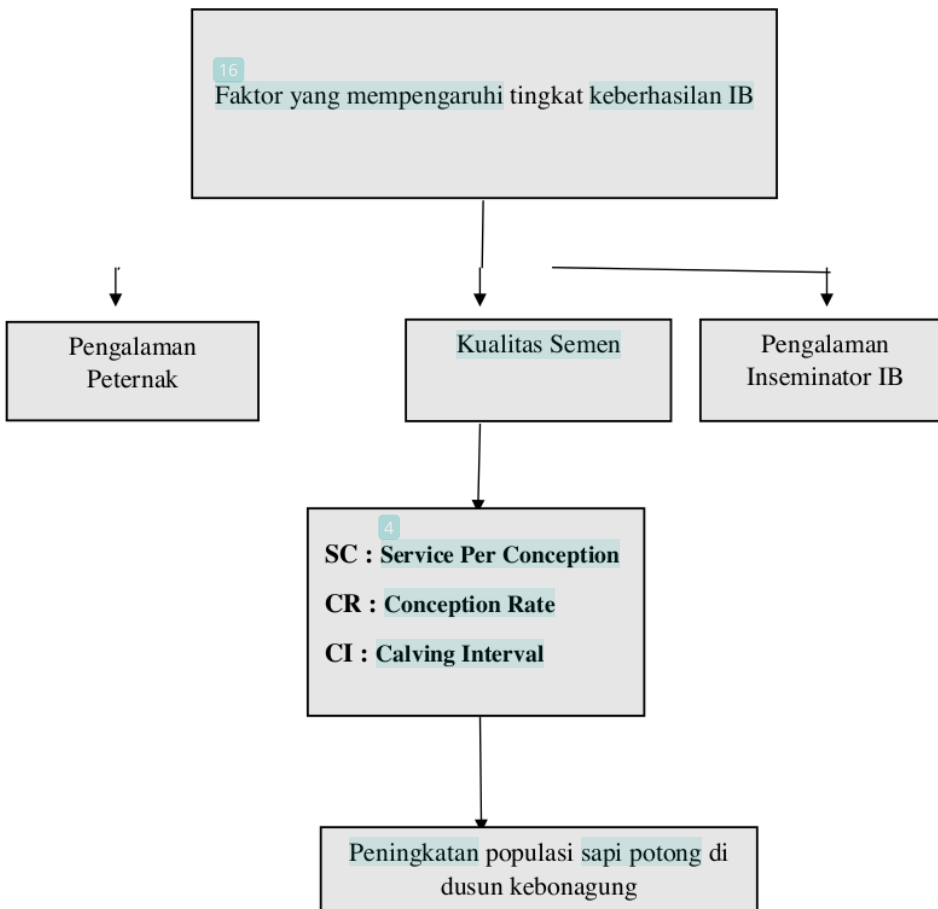 16
Faktor yang mempengaruhi tingkat keberhasilan IB
Pengalaman
Peternak
Kualitas Semen
Pengalaman
Inseminator IB
4
SC : Service Per Conception
CR : Conception Rate
CI : Calving Interval
Peningkatan populasi sapi potong di
dusun kebonagung